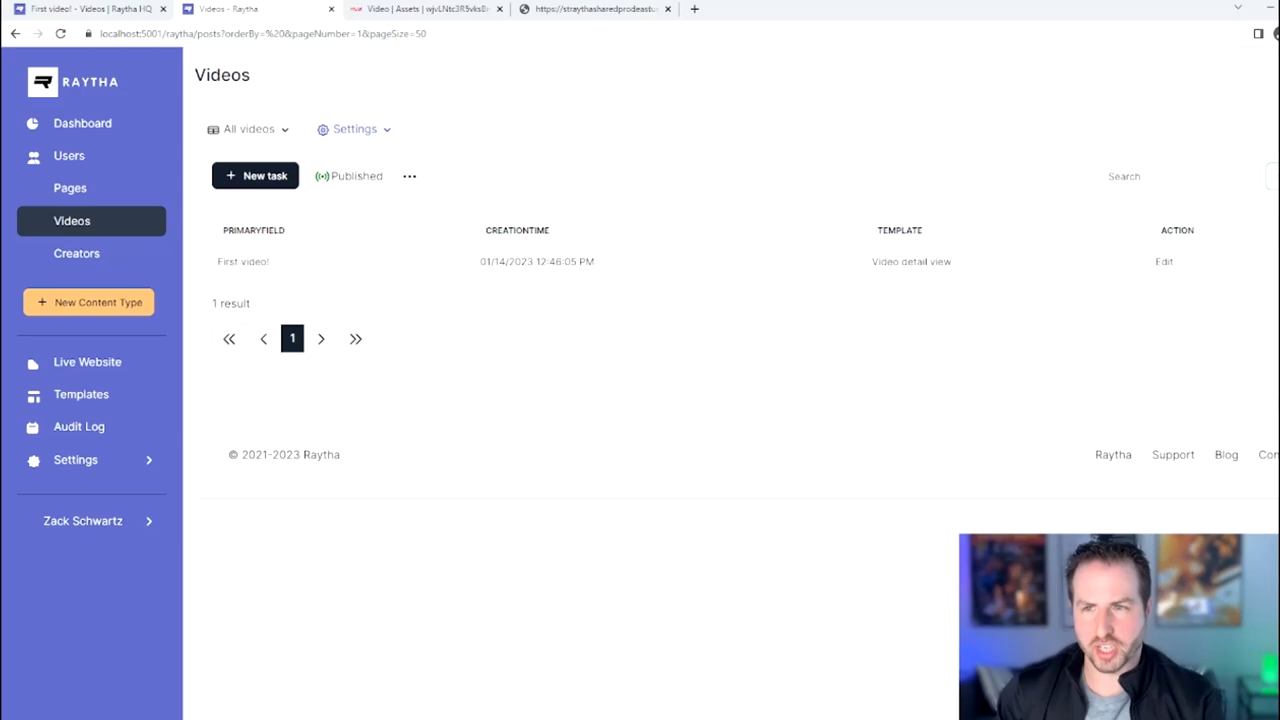 First video! - Videos | Raytha HQ
Videos - Raytha
Video | Assets |
localhost:5001/raytha/posts?orderBy=%20&pageNumber=1&pageSize=50
RAYTHA
Dashboard
Users
Pages
Videos
Creators
+ New Content Type
Live Website
Templates
Audit Log
Settings
Zack Schwartz
Videos
All videos
Settings
+ New task
Published
...
Search
PRIMARYFIELD CREATIONTIME TEMPLATE ACTION
First video! 01/14/2023 12:46:05 PM Video detail view Edit
1 result
1
© 2021-2023 Raytha
Raytha Support Blog